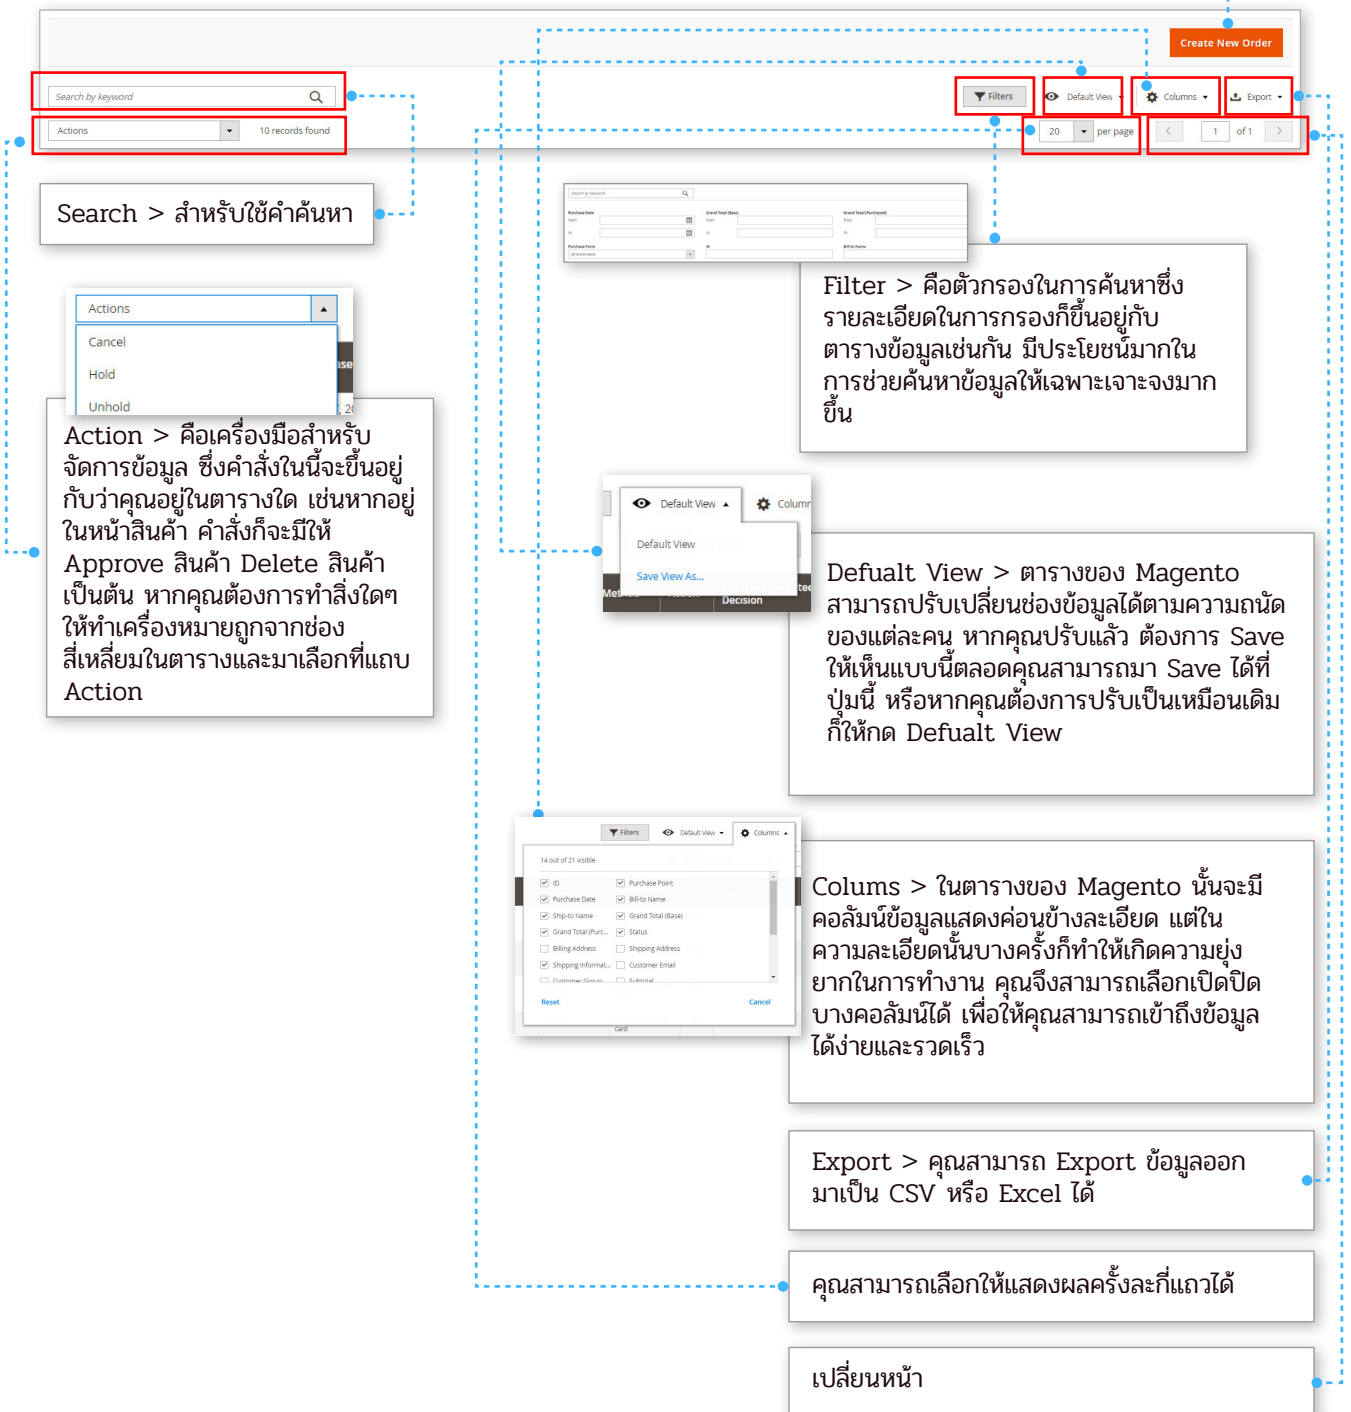 Create New Order
Search by keyword
Filters
Default View
Columns
Export
Actions
10 records found
20
per page
1
of 1
Search > สำหรับใช้คำค้นหา
Search by keyword
Purchase Date
Grand Total (Base)
Grand Total (Purchased)
from
from
from
to
to
to
Purchase Point
ID
Bill-to Name
All Store Views
Filter > คือตัวกรองในการค้นหาซึ่ง
รายละเอียดในการกรองก็ขึ้นอยู่กับ
ตารางข้อมูลเช่นกัน มีประโยชน์มากใน
การช่วยค้นหาข้อมูลให้เฉพาะเจาะจงมาก
ขึ้น
Actions
Cancel
Hold
Unhold
Action > คือเครื่องมือสำหรับ
จัดการข้อมูล ซึ่งคำสั่งในนี้จะขึ้นอยู่
กับว่าคุณอยู่ในตารางใด เช่นหากอยู่
ในหน้าสินค้า คำสั่งก็จะมีให้
Approve สินค้า Delete สินค้า
เป็นต้น หากคุณต้องการทำสิ่งใดๆ
ให้ทำเครื่องหมายถูกจากช่อง
สี่เหลี่ยมในตารางและมาเลือกที่แถบ
Action
Default View
Column
Default View
Save View As...
Decision
Defualt View > ตารางของ Magento
สามารถปรับเปลี่ยนช่องข้อมูลได้ตามความถนัด
ของแต่ละคน หากคุณปรับแลัว ต้องการ Save
ให้เห็นแบบนี้ตลอดคุณสามารถมา Save ได้ที่
ปุ่มนี้ หรือหากคุณต้องการปรับเป็นเหมือนเดิม
ก็ให้กด Defualt View
Filters
Default View
Columns
14 out of 21 visible
ID
Purchase Point
Purchase Date
Bill-to Name
Ship-to Name
Grand Total (Base)
Grand Total (Purc...
Status
Billing Address
Shipping Address
Shipping Informat...
Customer Email
Customer Group
Subtotal
Reset
Cancel
card
Colums > ในตารางของ Magento นั้นจะมี
คอลัมน์ข้อมูลแสดงค่อนข้างละเอียด แต่ใน
ความละเอียดนั้นบางครั้งก็ทำให้เกิดความยุ่ง
ยากในการทำงาน คุณจึงสามารถเลือกเปิดปิด
บางคอลัมน์ได้ เพื่อให้คุณสามารถเข้าถึงข้อมูล
ได้ง่ายและรวดเร็ว
Export > คุณสามารถ Export ข้อมูลออก
มาเป็น CSV หรือ Excel ได้
คุณสามารถเลือกให้แสดงผลครั้งละกี่แถวได้
เปลี่ยนหน้า